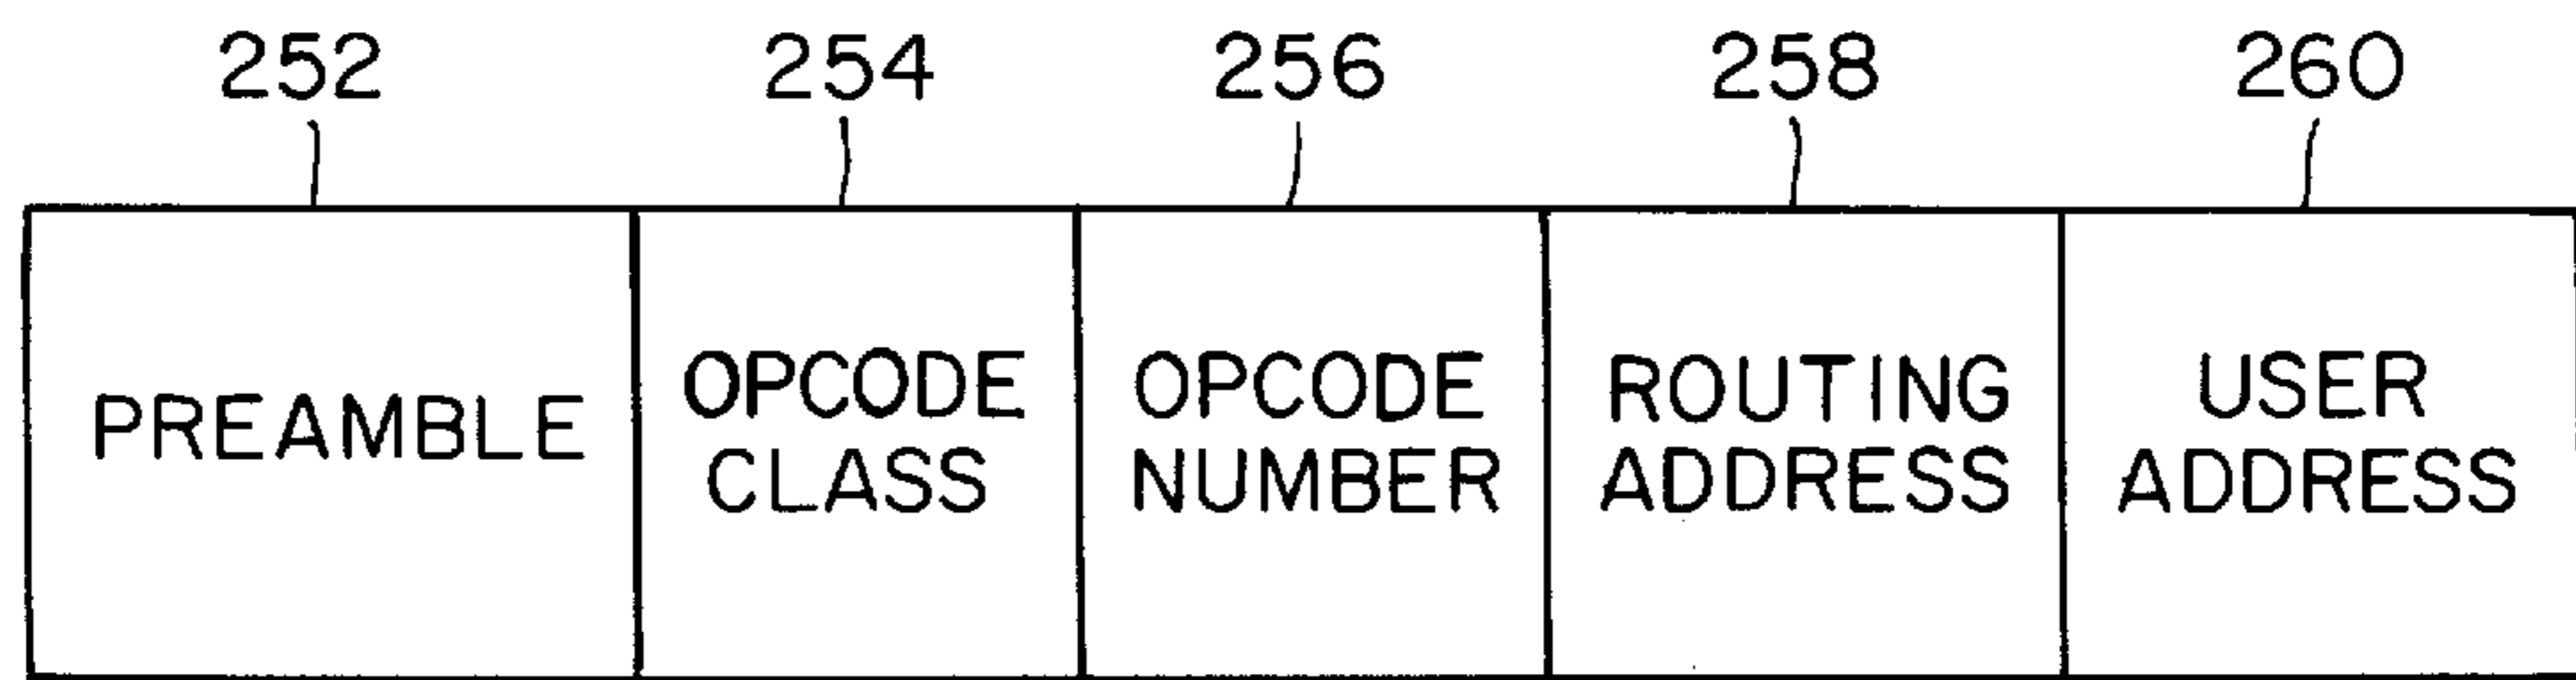 252 254 256 258 260
PREAMBLE
OPCODE
CLASS
OPCODE
NUMBER
ROUTING
ADDRESS
USER
ADDRESS